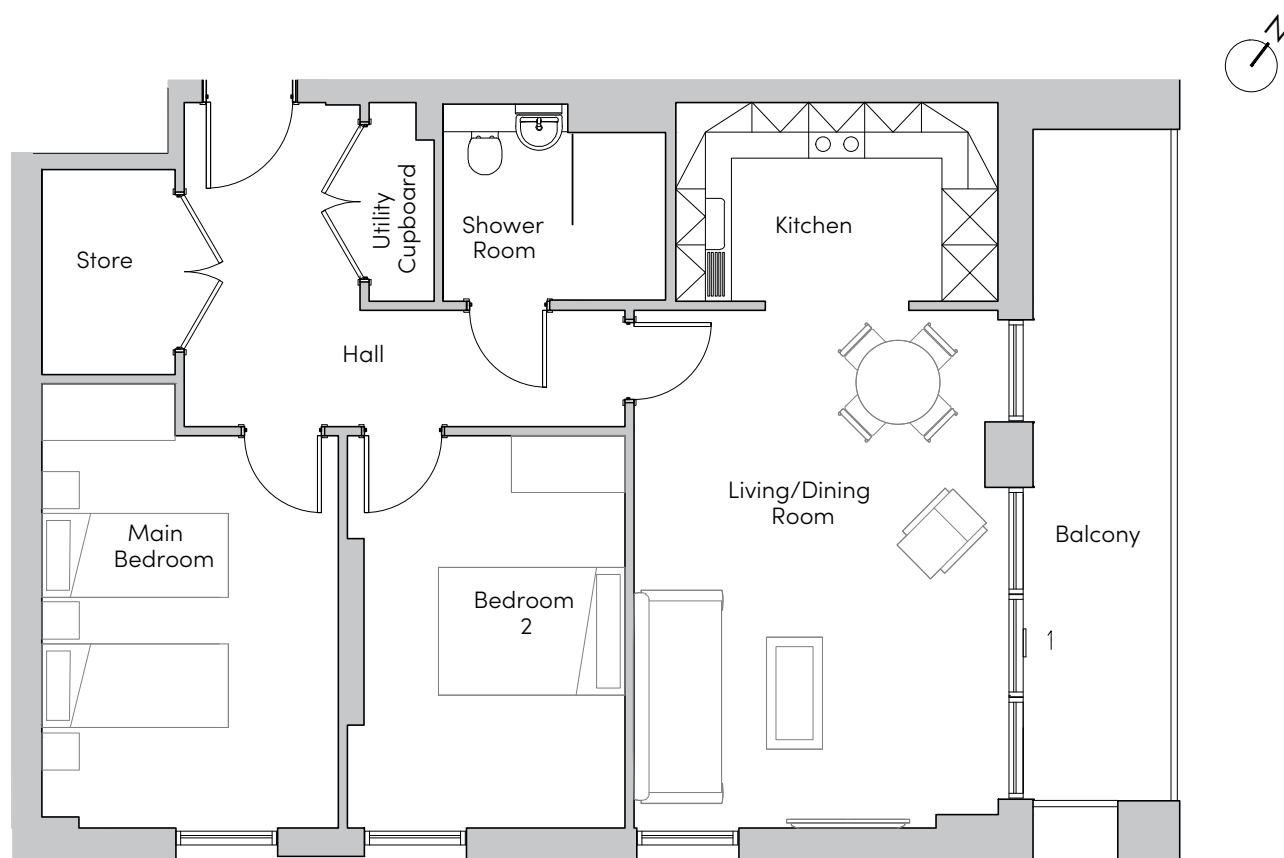 N
Utility
Cupboard
Shower
Room
Kitchen
Store
Hall
Living/Dining
Room
Main
Bedroom
Balcony
Bedroom
2
1